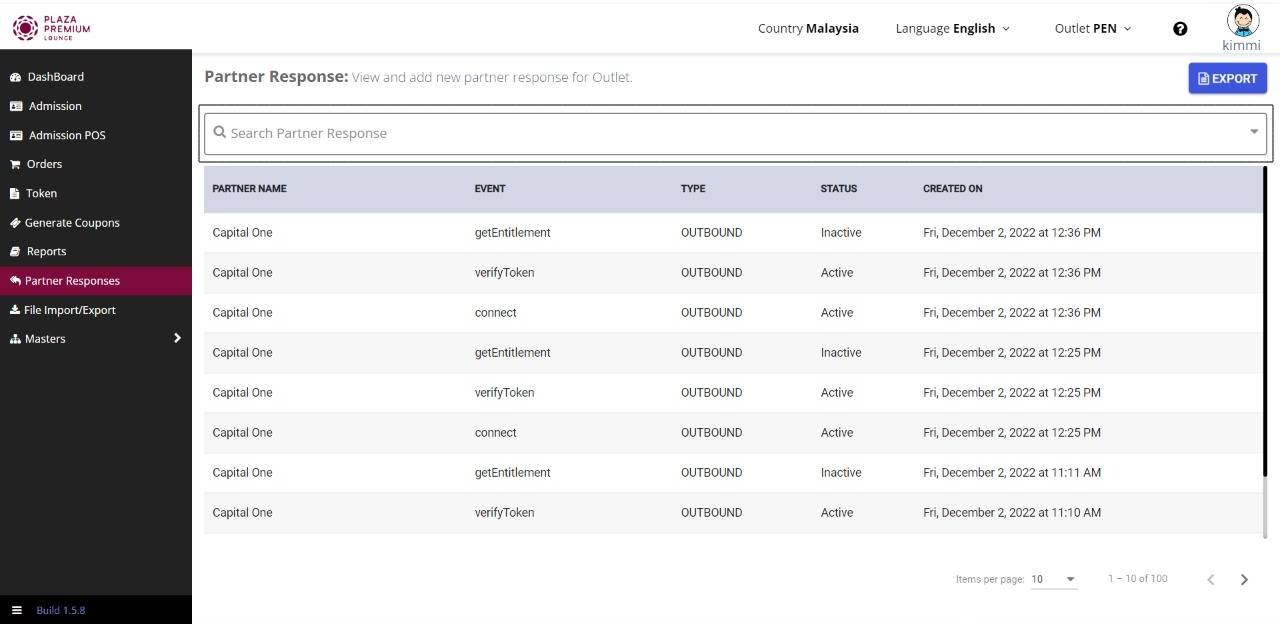 PLAZA
PREMIUM
LOUNGE
Country Malaysia
Language English
Outlet PEN
kimmi
DashBoard
Admission
Admission POS
Orders
Token
Generate Coupons
Reports
Partner Responses
File Import/Export
Masters
Build 1.5.8
Partner Response: View and add new partner response for Outlet.
EXPORT
Search Partner Response
PARTNER NAME EVENT TYPE STATUS CREATED ON
Capital One getEntitlement OUTBOUND Inactive Fri, December 2, 2022 at 12:36 PM
Capital One verifyToken OUTBOUND Active Fri, December 2, 2022 at 12:36 PM
Capital One connect OUTBOUND Active Fri, December 2, 2022 at 12:36 PM
Capital One getEntitlement OUTBOUND Inactive Fri, December 2, 2022 at 12:25 PM
Capital One verifyToken OUTBOUND Active Fri, December 2, 2022 at 12:25 PM
Capital One connect OUTBOUND Active Fri, December 2, 2022 at 12:25 PM
Capital One getEntitlement OUTBOUND Inactive Fri, December 2, 2022 at 11:11 AM
Capital One verifyToken OUTBOUND Active Fri, December 2, 2022 at 11:10 AM
Items per page: 10 1 – 10 of 100